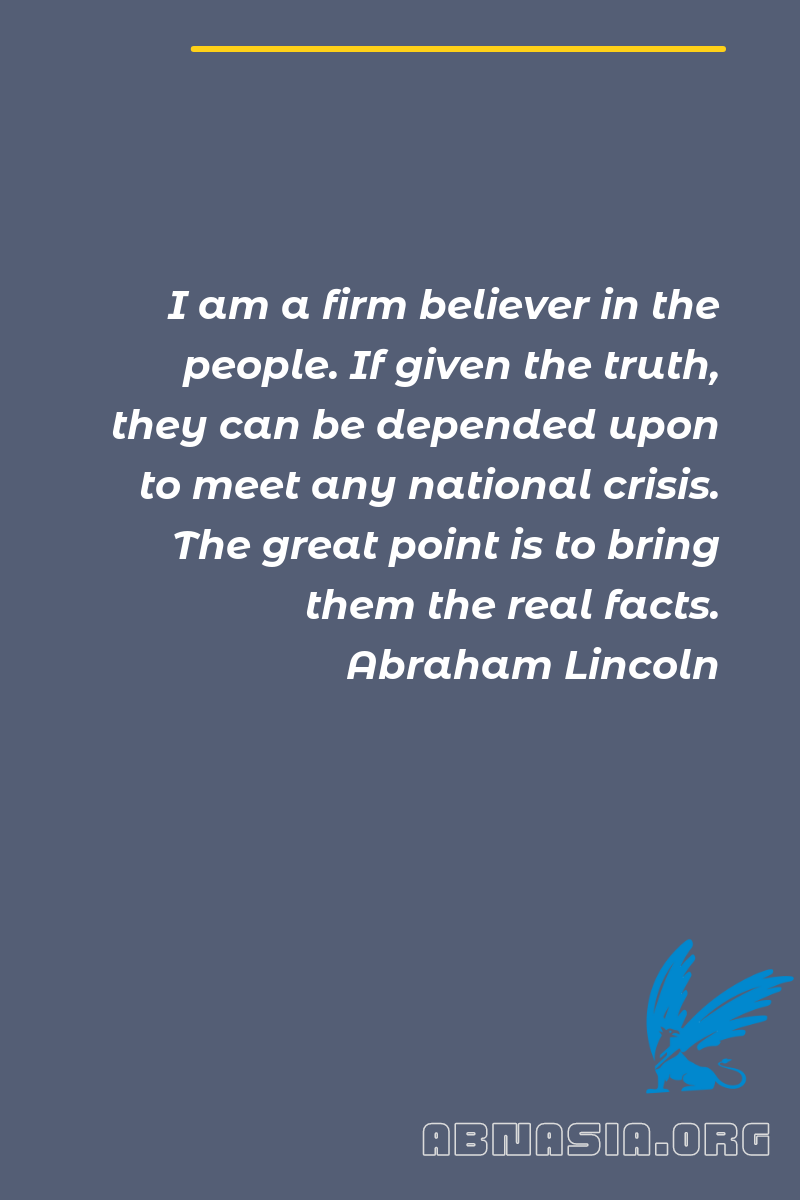 I am a firm believer in the
people. If given the truth,
they can be depended upon
to meet any national crisis.
The great point is to bring
them the real facts.
Abraham Lincoln
ABNASIA.ORG